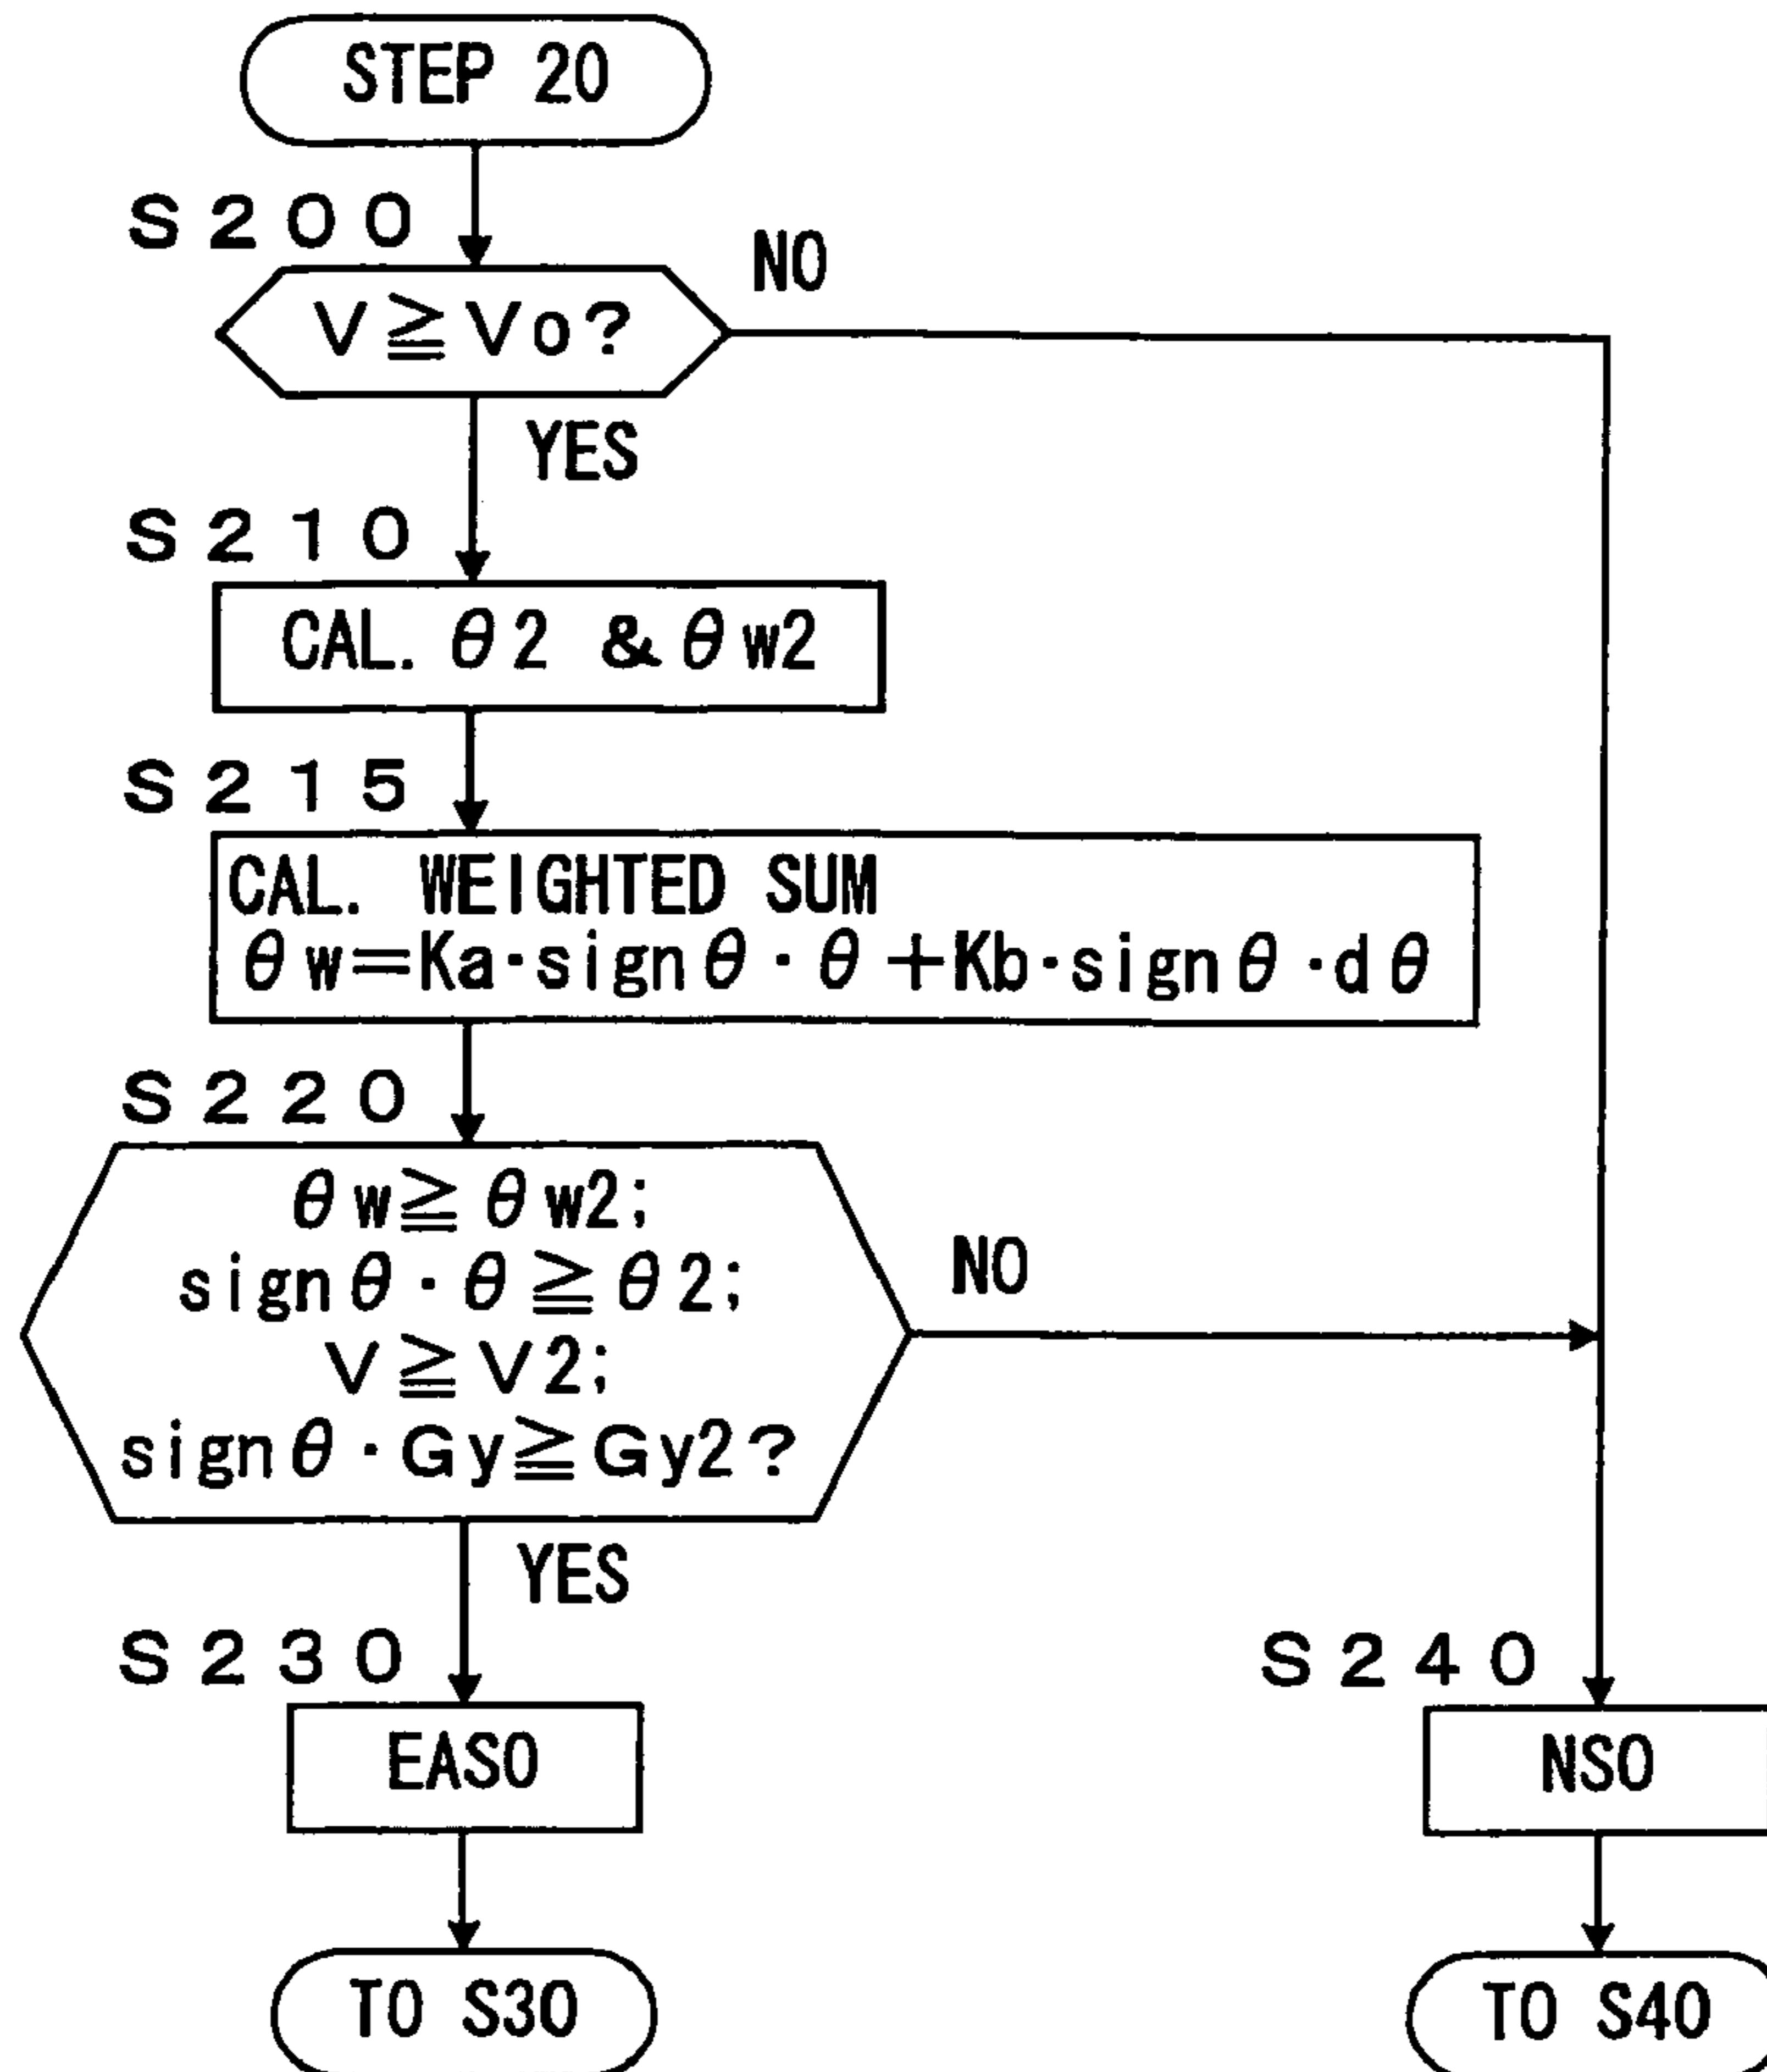 STEP 20
S200
V≧Vo?
NO
YES
S210
CAL. θ2 & θw2
S215
CAL. WEIGHTED SUM
θw=Ka·signθ·θ+Kb·signθ·dθ
S220
θw≧θw2;
signθ·θ≧θ2;
V≧V2;
signθ·Gy≧Gy2?
NO
YES
S230
EASO
TO S30
S240
NSO
TO S40